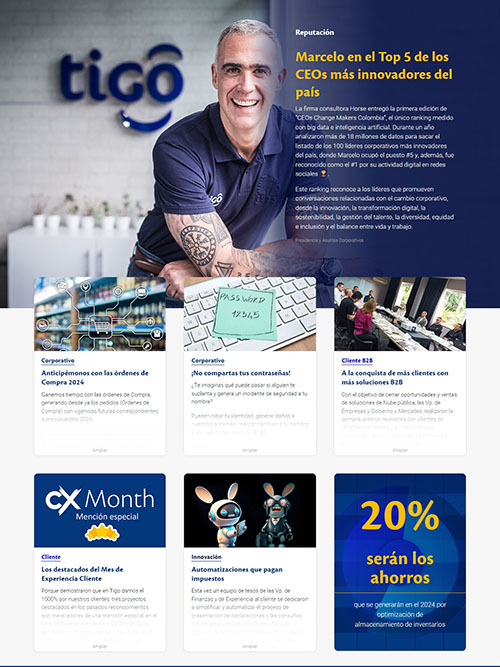 Reputación
tigo
Marcelo en el Top 5 de los
CEOs más innovadores del
país
La firma consultora Horse entregó la primera edición de
"CEOs Change Makers Colombia", el único ranking medido
con big data e inteligencia artificial. Durante un año
analizaron más de 18 millones de datos para sacar el
listado de los 100 líderes corporativos más innovadores
del país, donde Marcelo ocupó el puesto #5 y, además, fue
reconocido como el #1 por su actividad digital en redes
sociales
Este ranking reconoce a los líderes que promueven
conversaciones relacionadas con el cambio corporativo,
desde la innovación, la transformación digital, la
sostenibilidad, la gestión del talento, la diversidad, equidad
e inclusión y el balance entre vida y trabajo.
Presidencia y Asuntos Corporativos
Corporativo
Anticipémonos con las órdenes de
Compra 2024
Ganemos tiempo con las órdenes de Compra,
generando desde ya los pedidos (Órdenes de
Compra) con vigencias futuras correspondientes
a presupuestos 2024.
Ampliar
PASSWORD
12345
Corporativo
¡No compartas tus contraseñas!
¿Te imaginas qué puede pasar si alguien te
suplanta y genera un incidente de seguridad a tu
nombre?
Pueden robar tu identidad, generar daños a
Ampliar
Cliente B2B
A la conquista de más clientes con
más soluciones B2B
Con el objetivo de cerrar oportunidades y ventas
de soluciones de Nube pública, las Vp. de
Empresas y Gobierno y Mercadeo realizaron la
semana anterior reuniones con clientes de
Ampliar
CX Month
Mención especial
Cliente
Los destacados del Mes de
Experiencia Cliente
Porque demostraron que en Tigo damos el
1000% por nuestros clientes, tres proyectos
destacados en los pasados reconocimientos
son merecedores de una mención especial en el
Ampliar
Innovación
Automatizaciones que pagan
impuestos
Esta vez un equipo de tesos de las Vp. de
Finanzas y de Experiencia al cliente se dedicaron
a simplificar y automatizar el proceso de
presentación de declaraciones y las consultas
Ampliar
20%
serán los
ahorros
que se generarán en el 2024 por
optimización de
almacenamiento de inventarios